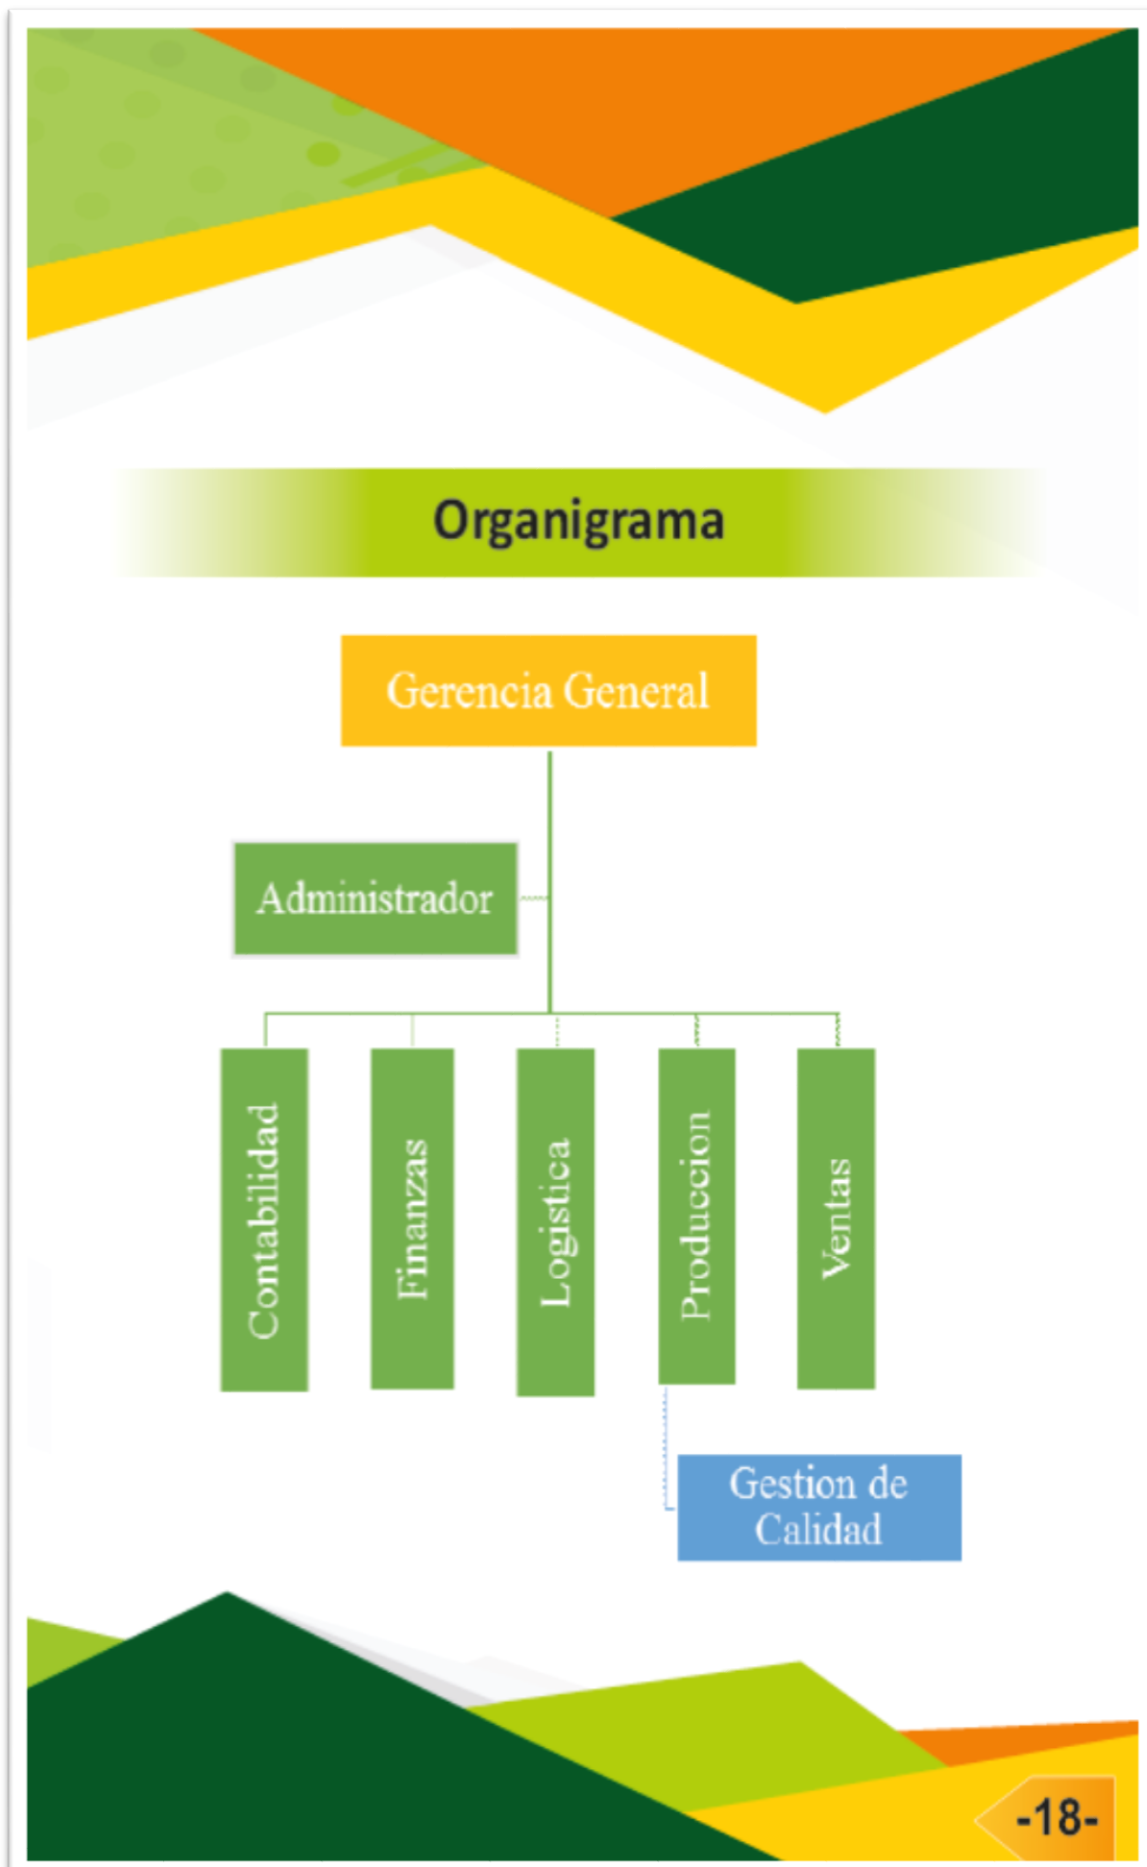 Organigrama
Gerencia General
Administrador
Contabilidad
Finanzas
Logistica
Produccion
Ventas
Gestion de
Calidad
-18-